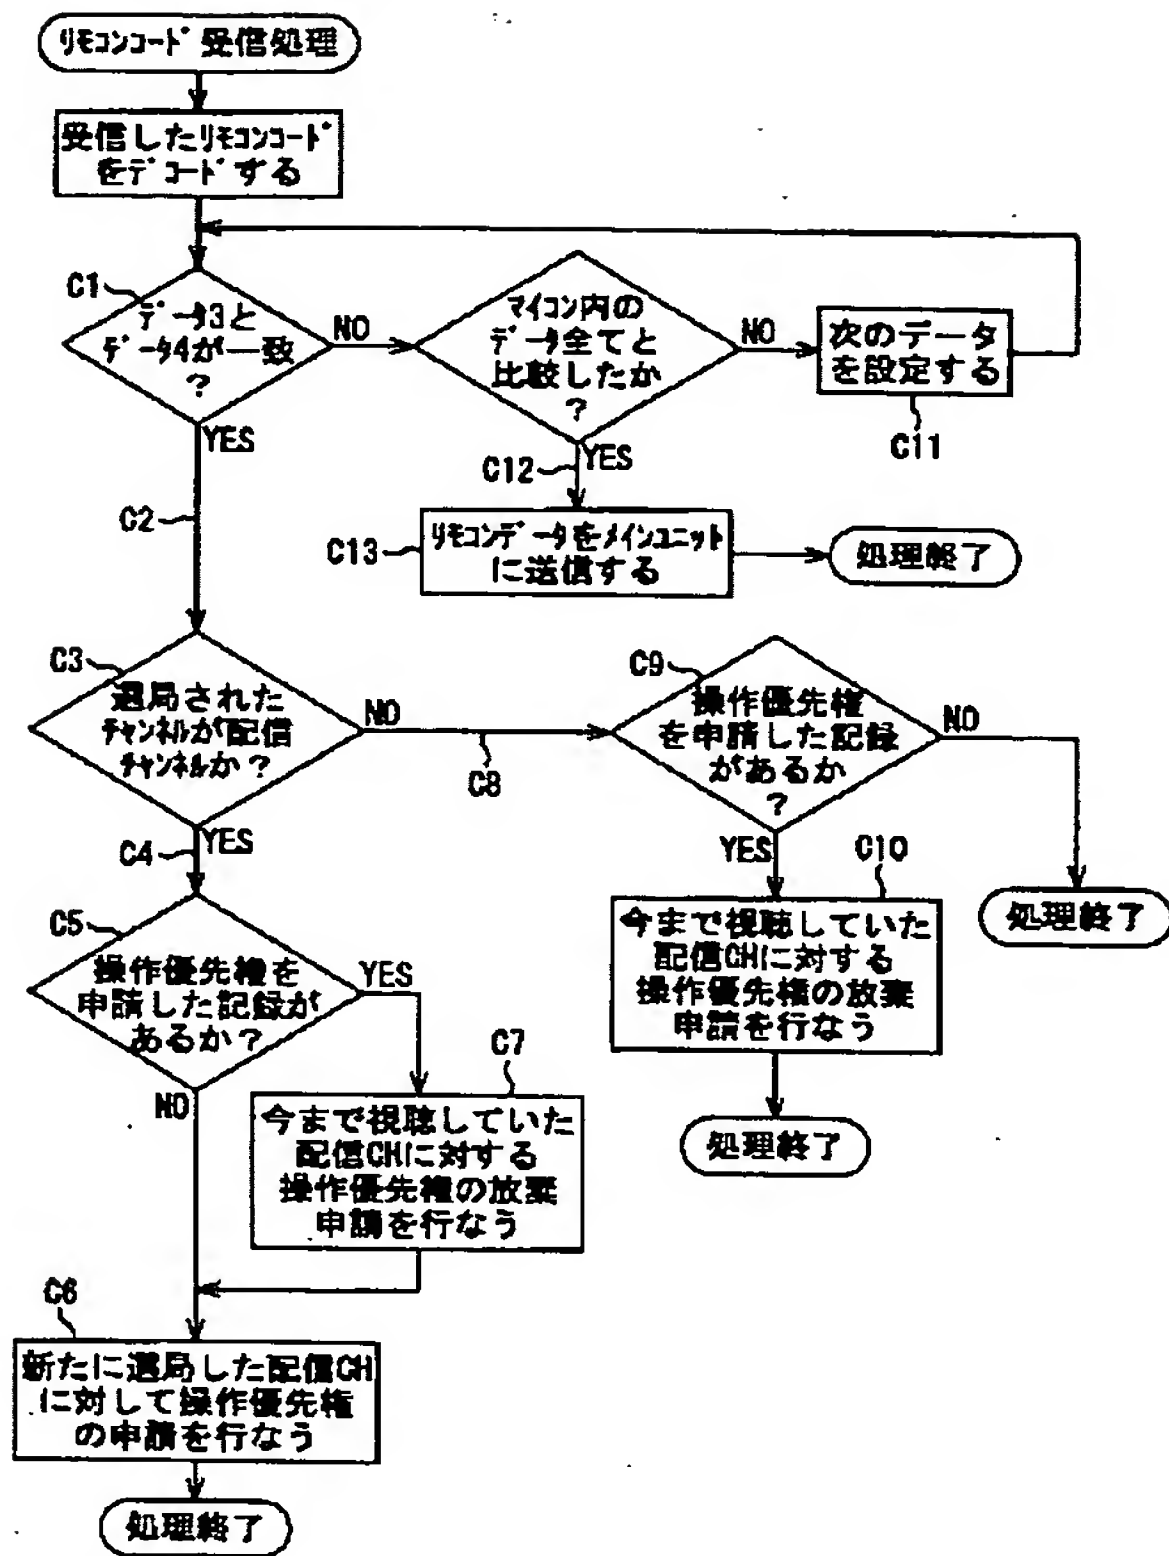 ﾘﾓｺﾝｺｰﾄﾞ 受信処理
受信したﾘﾓｺﾝｺｰﾄﾞ
をﾃﾞｺｰﾄﾞする
C1
ﾃﾞｰﾀ3と
ﾃﾞｰﾀ4が一致
?
NO
YES
マイコン内の
ﾃﾞｰﾀ全てと
比較したか
?
NO
YES
次のデータ
を設定する
C11
C12
C2
C13
ﾘﾓｺﾝﾃﾞｰﾀをﾒｲﾝﾕﾆｯﾄ
に送信する
処理終了
C3
選局された
ﾁｬﾝﾈﾙが配信
ﾁｬﾝﾈﾙか?
NO
YES
C8
C9
操作優先権
を申請した記録
があるか
?
NO
YES
C4
C10
今まで視聴していた
配信CHに対する
操作優先権の放棄
申請を行なう
処理終了
処理終了
C5
操作優先権を
申請した記録が
あるか?
YES
NO
C7
今まで視聴していた
配信CHに対する
操作優先権の放棄
申請を行なう
C6
新たに選局した配信CH
に対して操作優先権
の申請を行なう
処理終了